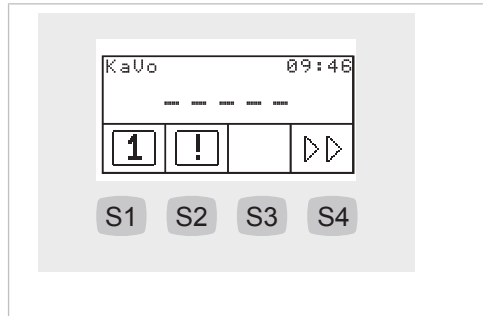 KaVo 09:46
– – – – –
1 ! ▷▷
S1 S2 S3 S4